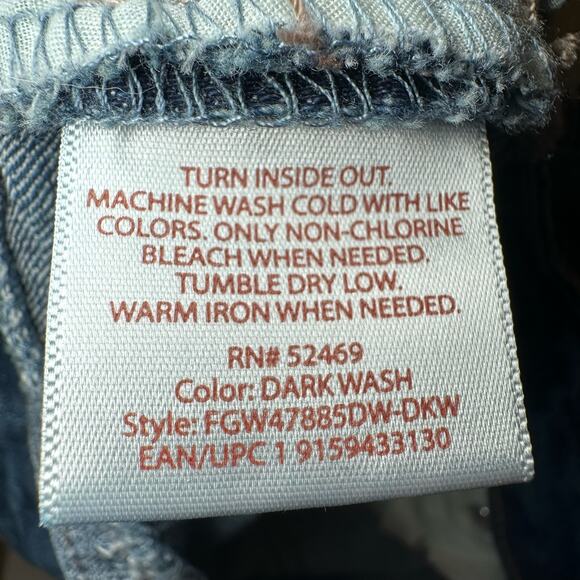 TURN INSIDE OUT.
MACHINE WASH COLD WITH LIKE
COLORS. ONLY NON-CHLORINE
BLEACH WHEN NEEDED.
TUMBLE DRY LOW.
WARM IRON WHEN NEEDED.
RN# 52469
Color: DARK WASH
Style: FGW47885DW-DKW
EAN/UPC 1 9159433130